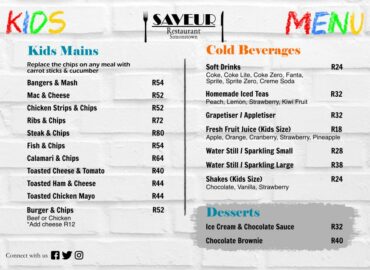 KIDS
SAVEUR
Restaurant
Simonstown
MENU
Kids Mains
Replace the chips on any meal with
carrot sticks & cucumber
Bangers & Mash R54
Mac & Cheese R52
Chicken Strips & Chips R52
Ribs & Chips R72
Steak & Chips R80
Fish & Chips R54
Calamari & Chips R64
Toasted Cheese & Tomato R40
Toasted Ham & Cheese R44
Toasted Chicken Mayo R44
Burger & Chips R52
Beef or Chicken
*Add cheese R12
Connect with us
Cold Beverages
Soft Drinks R24
Coke, Coke Lite, Coke Zero, Fanta,
Sprite, Sprite Zero, Creme Soda
Homemade Iced Teas R32
Peach, Lemon, Strawberry, Kiwi Fruit
Grapetiser / Appletiser R32
Fresh Fruit Juice (Kids Size) R18
Apple, Orange, Cranberry, Strawberry, Pineapple
Water Still / Sparkling Small R28
Water Still / Sparkling Large R38
Shakes (Kids Size) R24
Chocolate, Vanilla, Strawberry
Desserts
Ice Cream & Chocolate Sauce R32
Chocolate Brownie R40